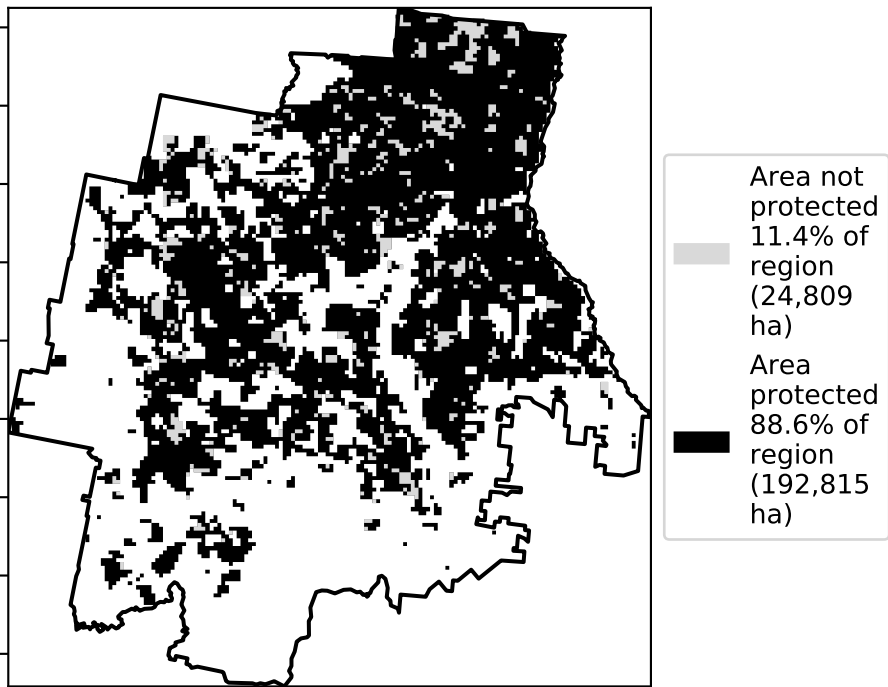 Area not
protected
11.4% of
region
(24,809
ha)
Area
protected
88.6% of
region
(192,815
ha)